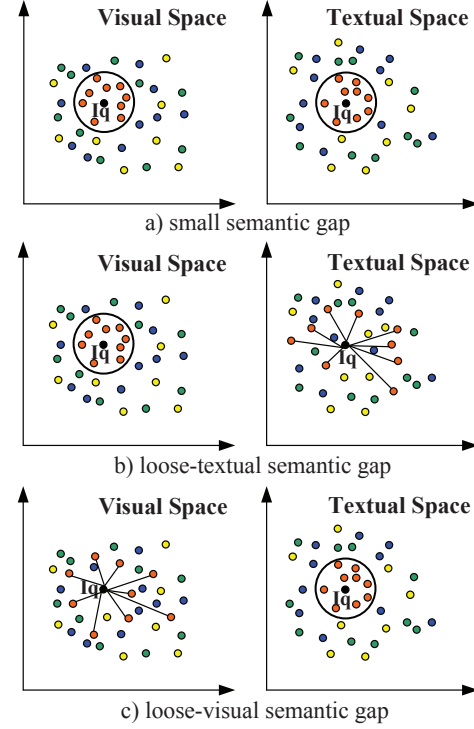 Visual Space Textual Space
Iq Iq
a) small semantic gap
Visual Space Textual Space
Iq Iq
b) loose-textual semantic gap
Visual Space Textual Space
Iq Iq
c) loose-visual semantic gap